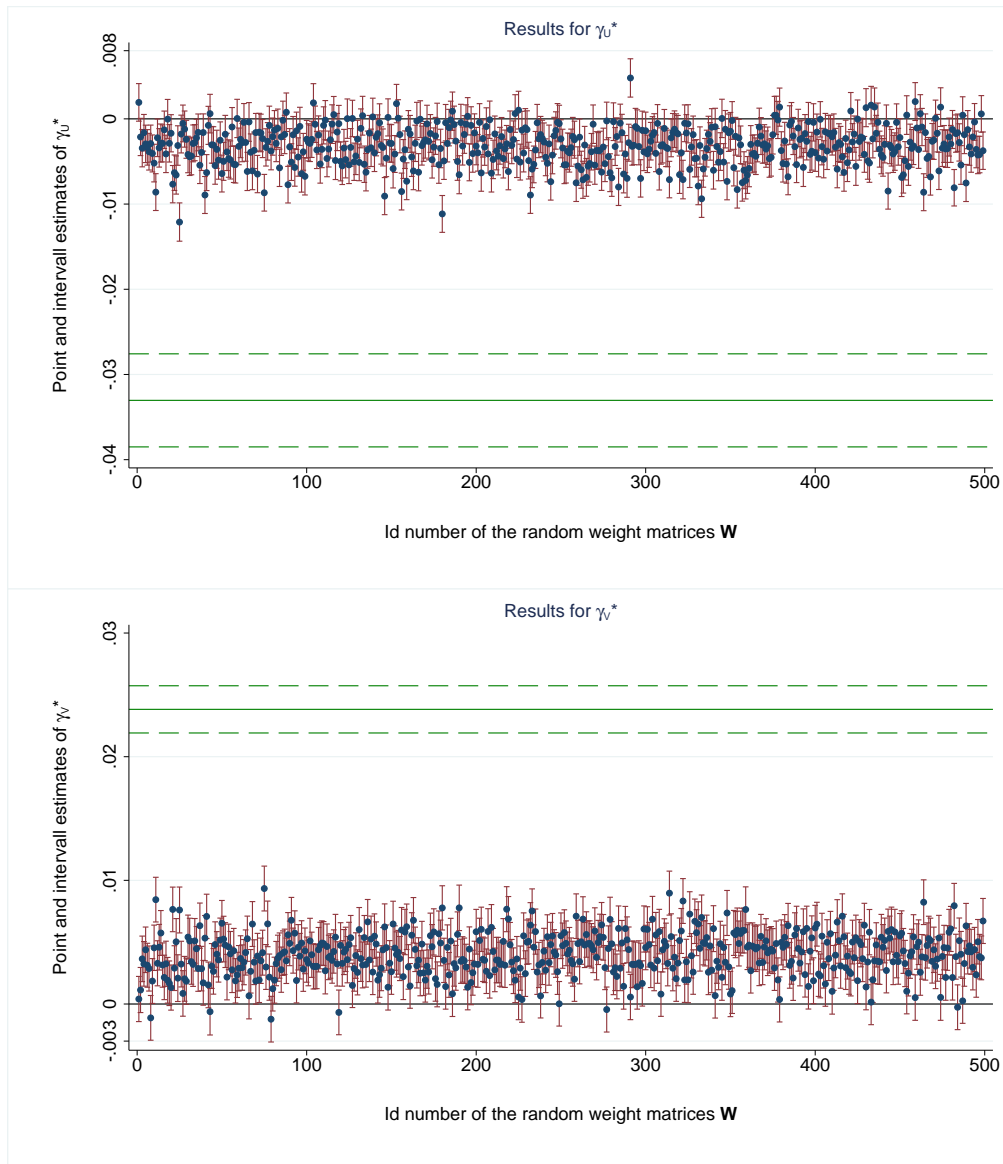 Results for γU*
Point and intervall estimates of γU*
.008
0
-.01
-.02
-.03
-.04
0 100 200 300 400 500
Id number of the random weight matrices W
Results for γV*
Point and intervall estimates of γV*
.03
.02
.01
0
-.003
0 100 200 300 400 500
Id number of the random weight matrices W